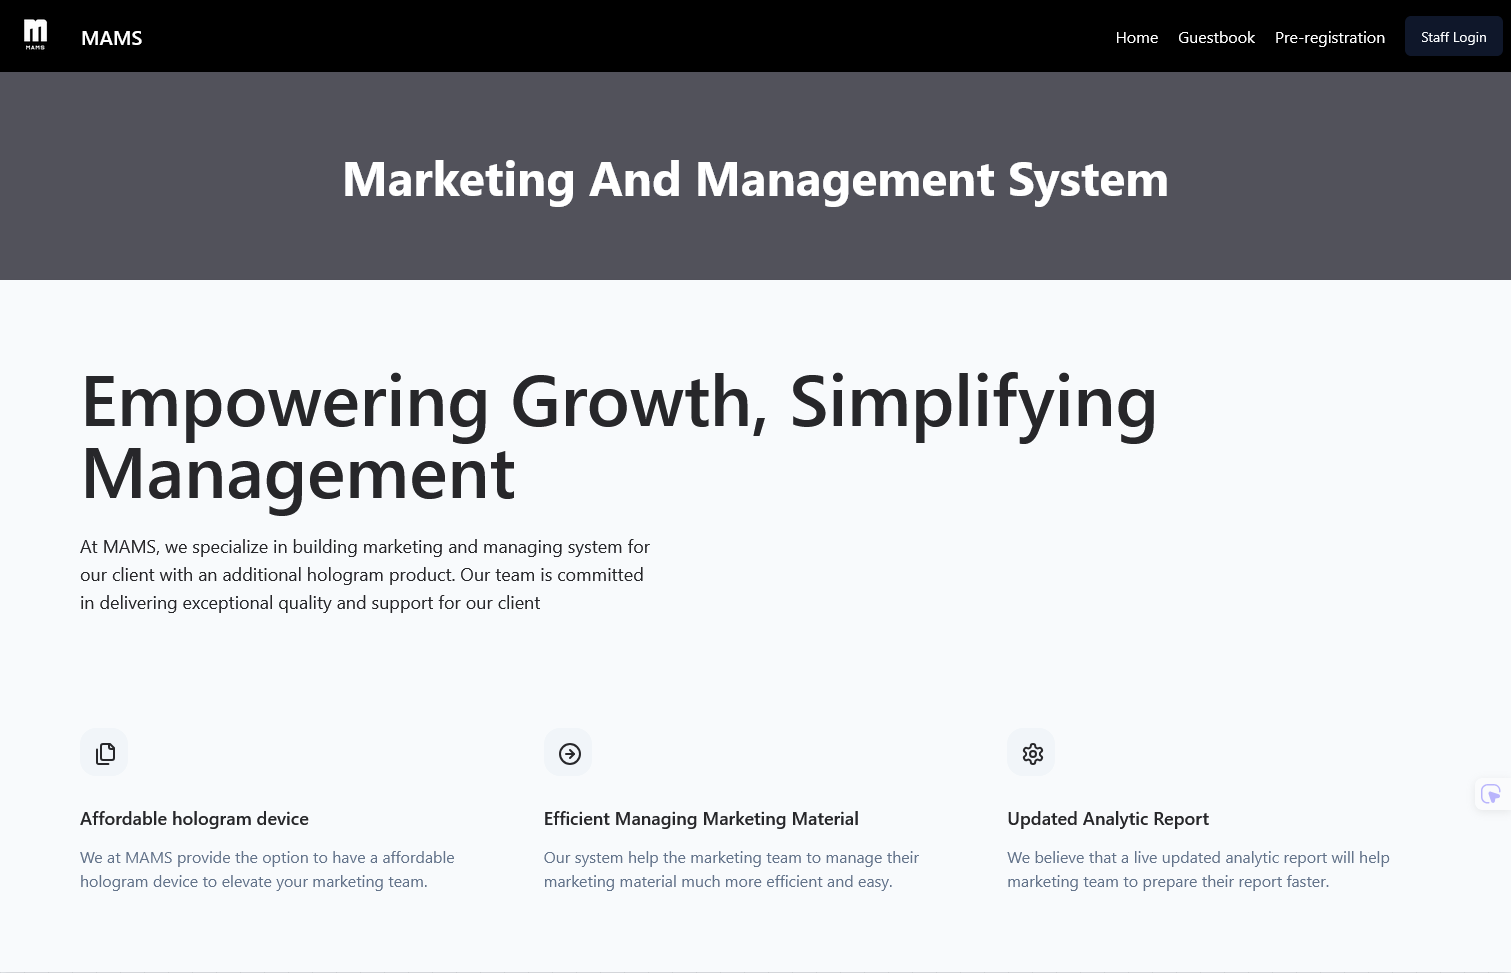 MAMS
MAMS
Home
Guestbook
Pre-registration
Staff Login
Marketing And Management System
Empowering Growth, Simplifying
Management
At MAMS, we specialize in building marketing and managing system for
our client with an additional hologram product. Our team is committed
in delivering exceptional quality and support for our client
Affordable hologram device
We at MAMS provide the option to have a affordable
hologram device to elevate your marketing team.
Efficient Managing Marketing Material
Our system help the marketing team to manage their
marketing material much more efficient and easy.
Updated Analytic Report
We believe that a live updated analytic report will help
marketing team to prepare their report faster.